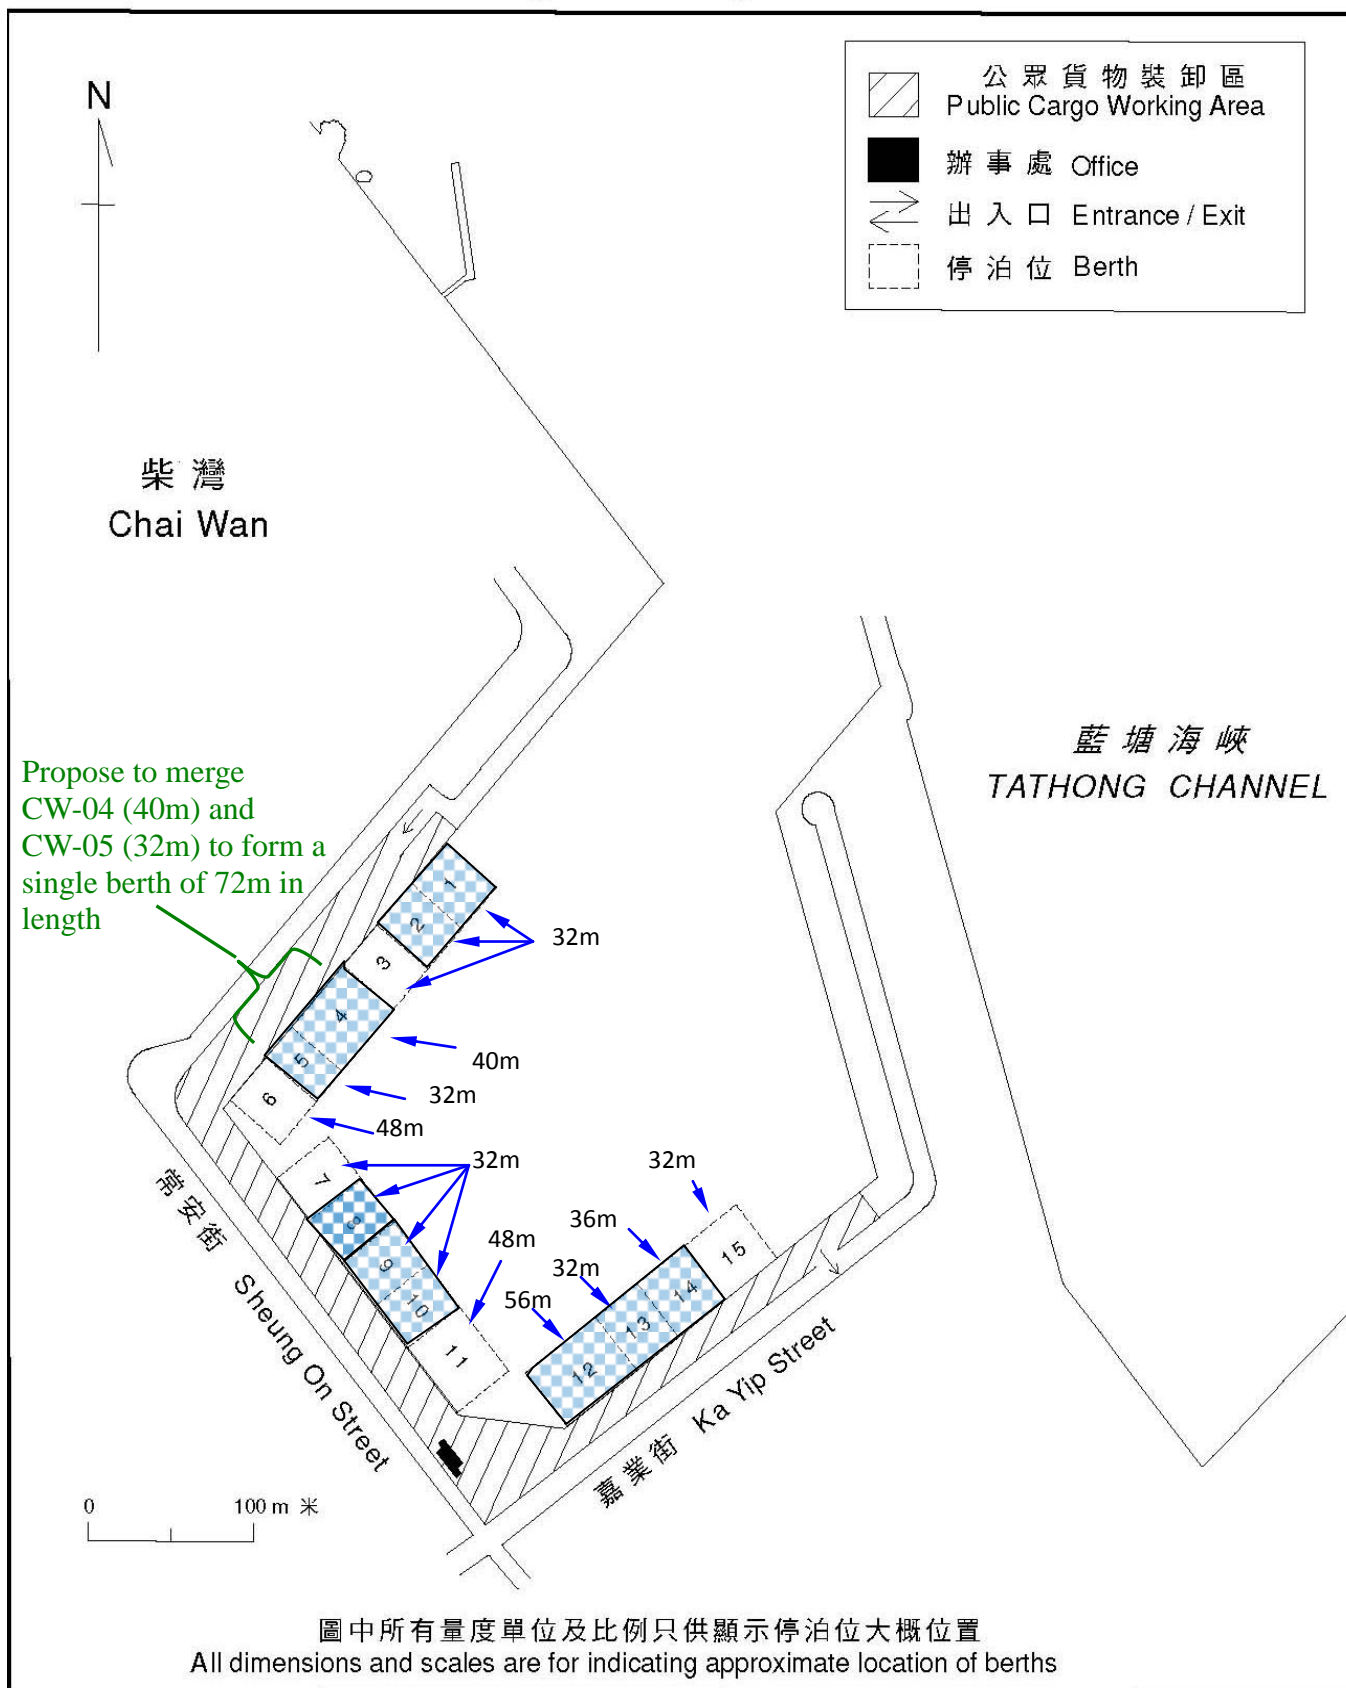 N
公眾貨物裝卸區
Public Cargo Working Area
辦事處 Office
出入口 Entrance / Exit
停泊位 Berth
柴灣
Chai Wan
藍塘海峽
TATHONG CHANNEL
Propose to merge
CW-04 (40m) and
CW-05 (32m) to form a
single berth of 72m in
length
1
2
3
4
5
6
32m
40m
32m
48m
7
8
9
10
11
32m
48m
12
13
14
15
32m
36m
32m
56m
常安街 Sheung On Street
嘉業街 Ka Yip Street
0 100 m 米
圖中所有量度單位及比例只供顯示停泊位大概位置
All dimensions and scales are for indicating approximate location of berths